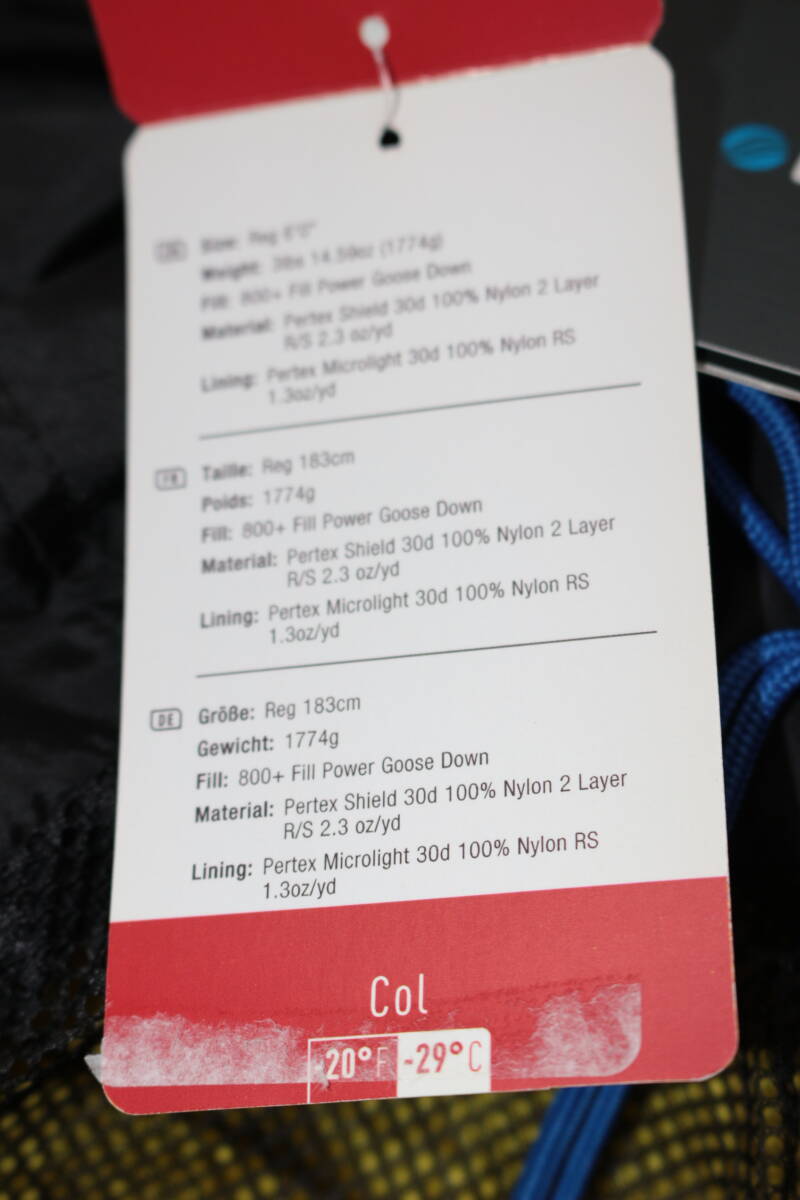 Size: Reg 6'0"
Weight: 3lbs 14.59oz (1774g)
Fill: 800+ Fill Power Goose Down
Material: Pertex Shield 30d 100% Nylon 2 Layer
R/S 2.3 oz/yd
Lining: Pertex Microlight 30d 100% Nylon RS
1.3oz/yd
FR Taille: Reg 183cm
Poids: 1774g
Fill: 800+ Fill Power Goose Down
Material: Pertex Shield 30d 100% Nylon 2 Layer
R/S 2.3 oz/yd
Lining: Pertex Microlight 30d 100% Nylon RS
1.3oz/yd
DE Größe: Reg 183cm
Gewicht: 1774g
Fill: 800+ Fill Power Goose Down
Material: Pertex Shield 30d 100% Nylon 2 Layer
R/S 2.3 oz/yd
Lining: Pertex Microlight 30d 100% Nylon RS
1.3oz/yd
Col
-20°F -29°C